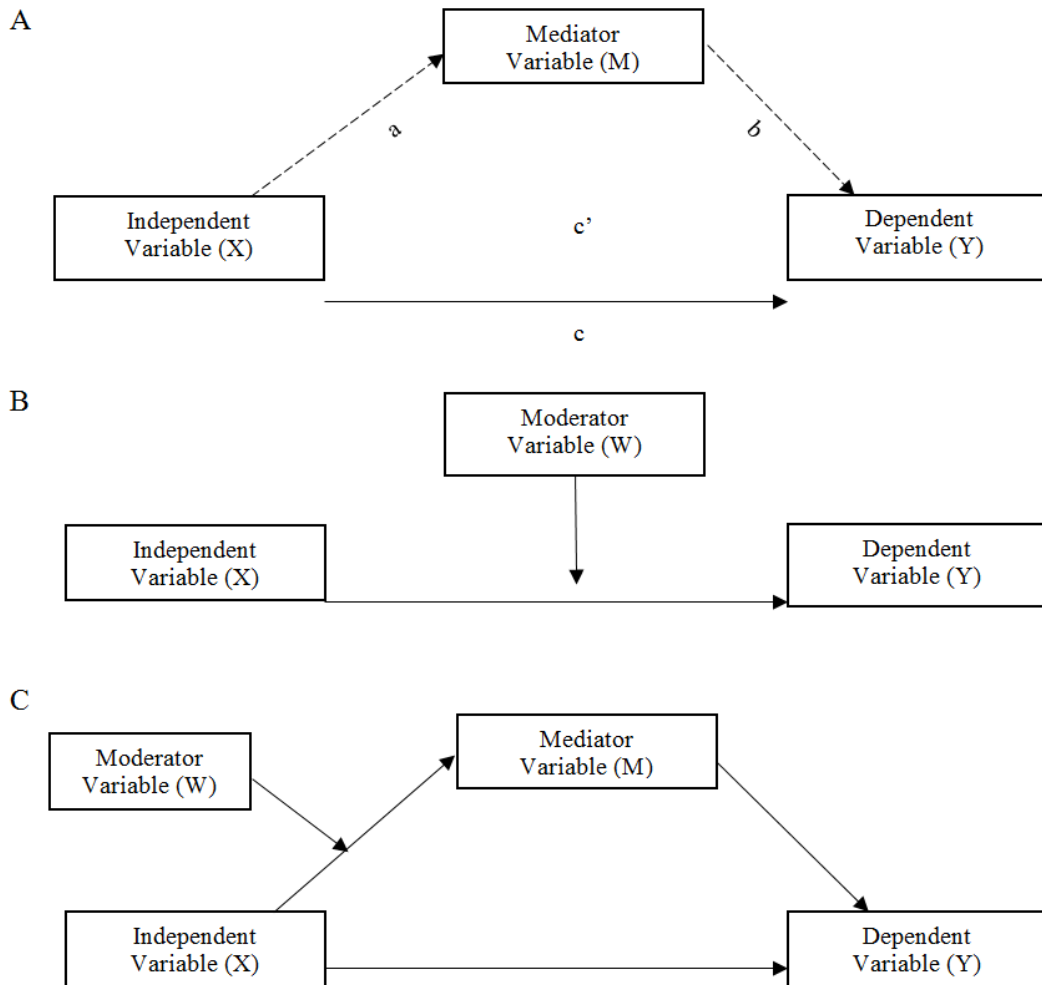 A
Mediator
Variable (M)
a
b
Independent
Variable (X)
c’
Dependent
Variable (Y)
c
B
Moderator
Variable (W)
Independent
Variable (X)
Dependent
Variable (Y)
C
Moderator
Variable (W)
Mediator
Variable (M)
Independent
Variable (X)
Dependent
Variable (Y)